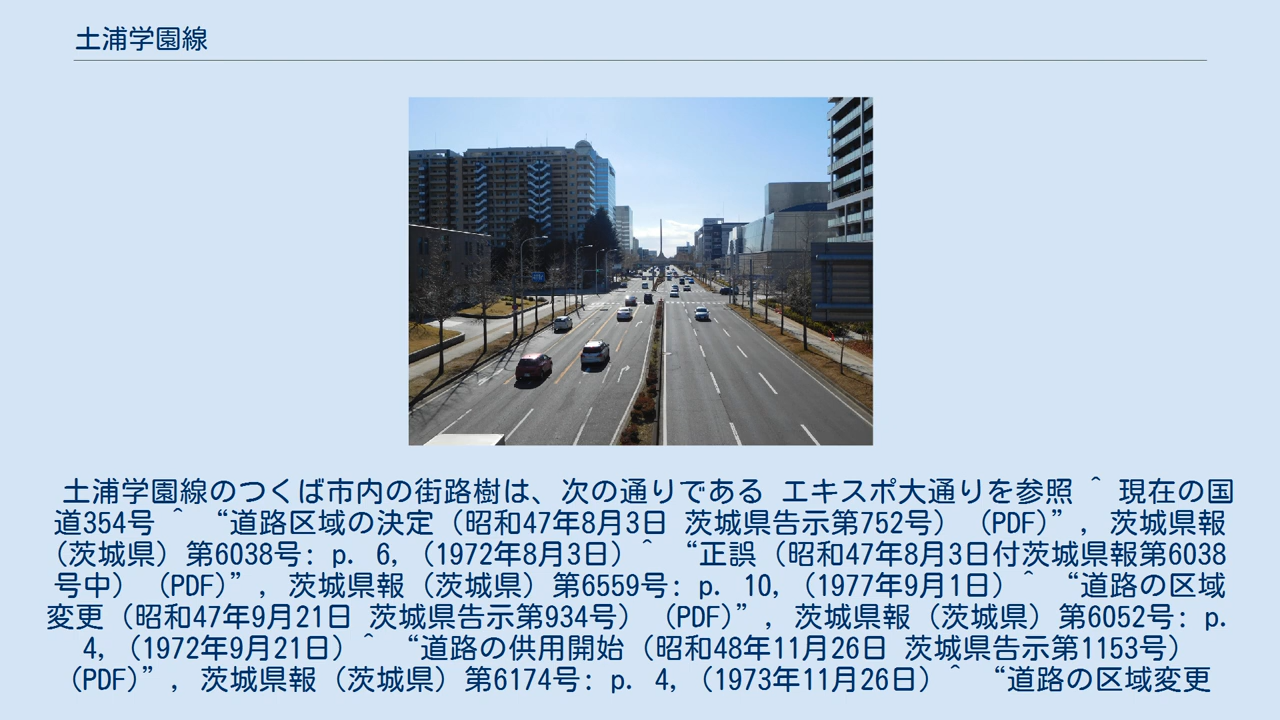 土浦学園線
土浦学園線のつくば市内の街路樹は、次の通りである エキスポ大通りを参照 ^ 現在の国
道354号 ^ “道路区域の決定（昭和47年8月3日 茨城県告示第752号）（PDF）”, 茨城県報
（茨城県）第6038号: p. 6,（1972年8月3日）^ “正誤（昭和47年8月3日付茨城県報第6038
号中）（PDF）”, 茨城県報（茨城県）第6559号: p. 10,（1977年9月1日）^ “道路の区域
変更（昭和47年9月21日 茨城県告示第934号）（PDF）”, 茨城県報（茨城県）第6052号: p.
4,（1972年9月21日）^ “道路の供用開始（昭和48年11月26日 茨城県告示第1153号）
（PDF）”, 茨城県報（茨城県）第6174号: p. 4,（1973年11月26日）^ “道路の区域変更